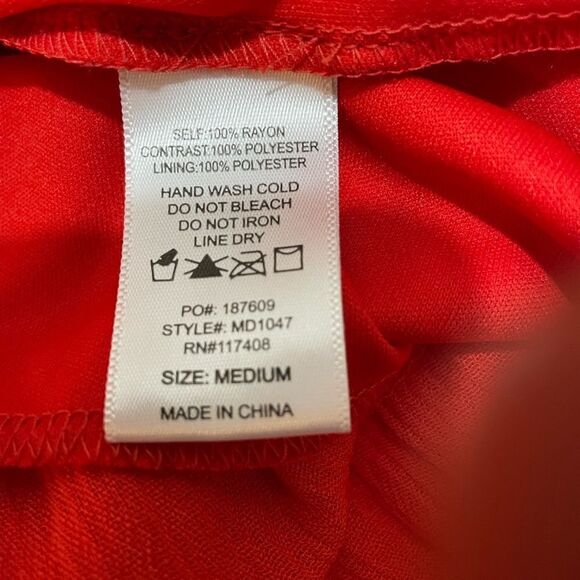 SELF:100% RAYON
CONTRAST:100% POLYESTER
LINING:100% POLYESTER
HAND WASH COLD
DO NOT BLEACH
DO NOT IRON
LINE DRY
PO#: 187609
STYLE#: MD1047
RN#117408
SIZE: MEDIUM
MADE IN CHINA